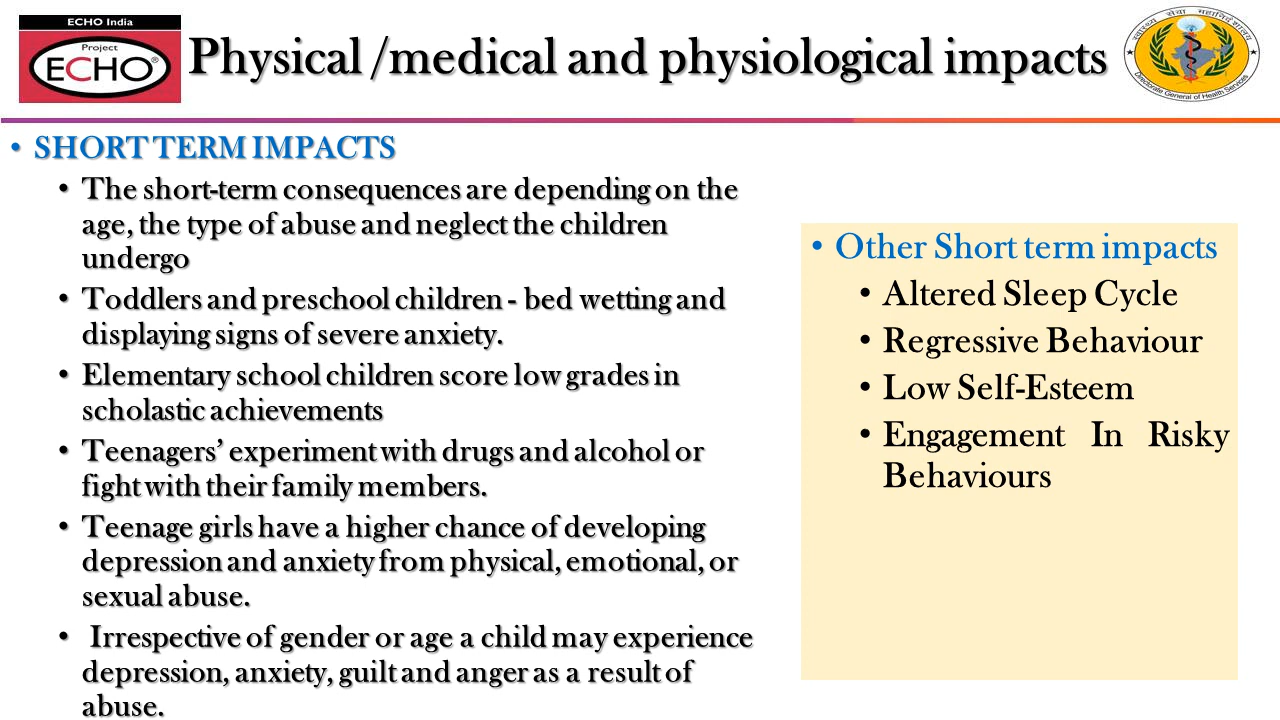 ECHO India
Project
ECHO®
Physical /medical and physiological impacts
Directorate General of Health Services
• SHORT TERM IMPACTS
• The short-term consequences are depending on the
age, the type of abuse and neglect the children
undergo
• Toddlers and preschool children - bed wetting and
displaying signs of severe anxiety.
• Elementary school children score low grades in
scholastic achievements
• Teenagers’ experiment with drugs and alcohol or
fight with their family members.
• Teenage girls have a higher chance of developing
depression and anxiety from physical, emotional, or
sexual abuse.
• Irrespective of gender or age a child may experience
depression, anxiety, guilt and anger as a result of
abuse.
• Other Short term impacts
• Altered Sleep Cycle
• Regressive Behaviour
• Low Self-Esteem
• Engagement In Risky
Behaviours